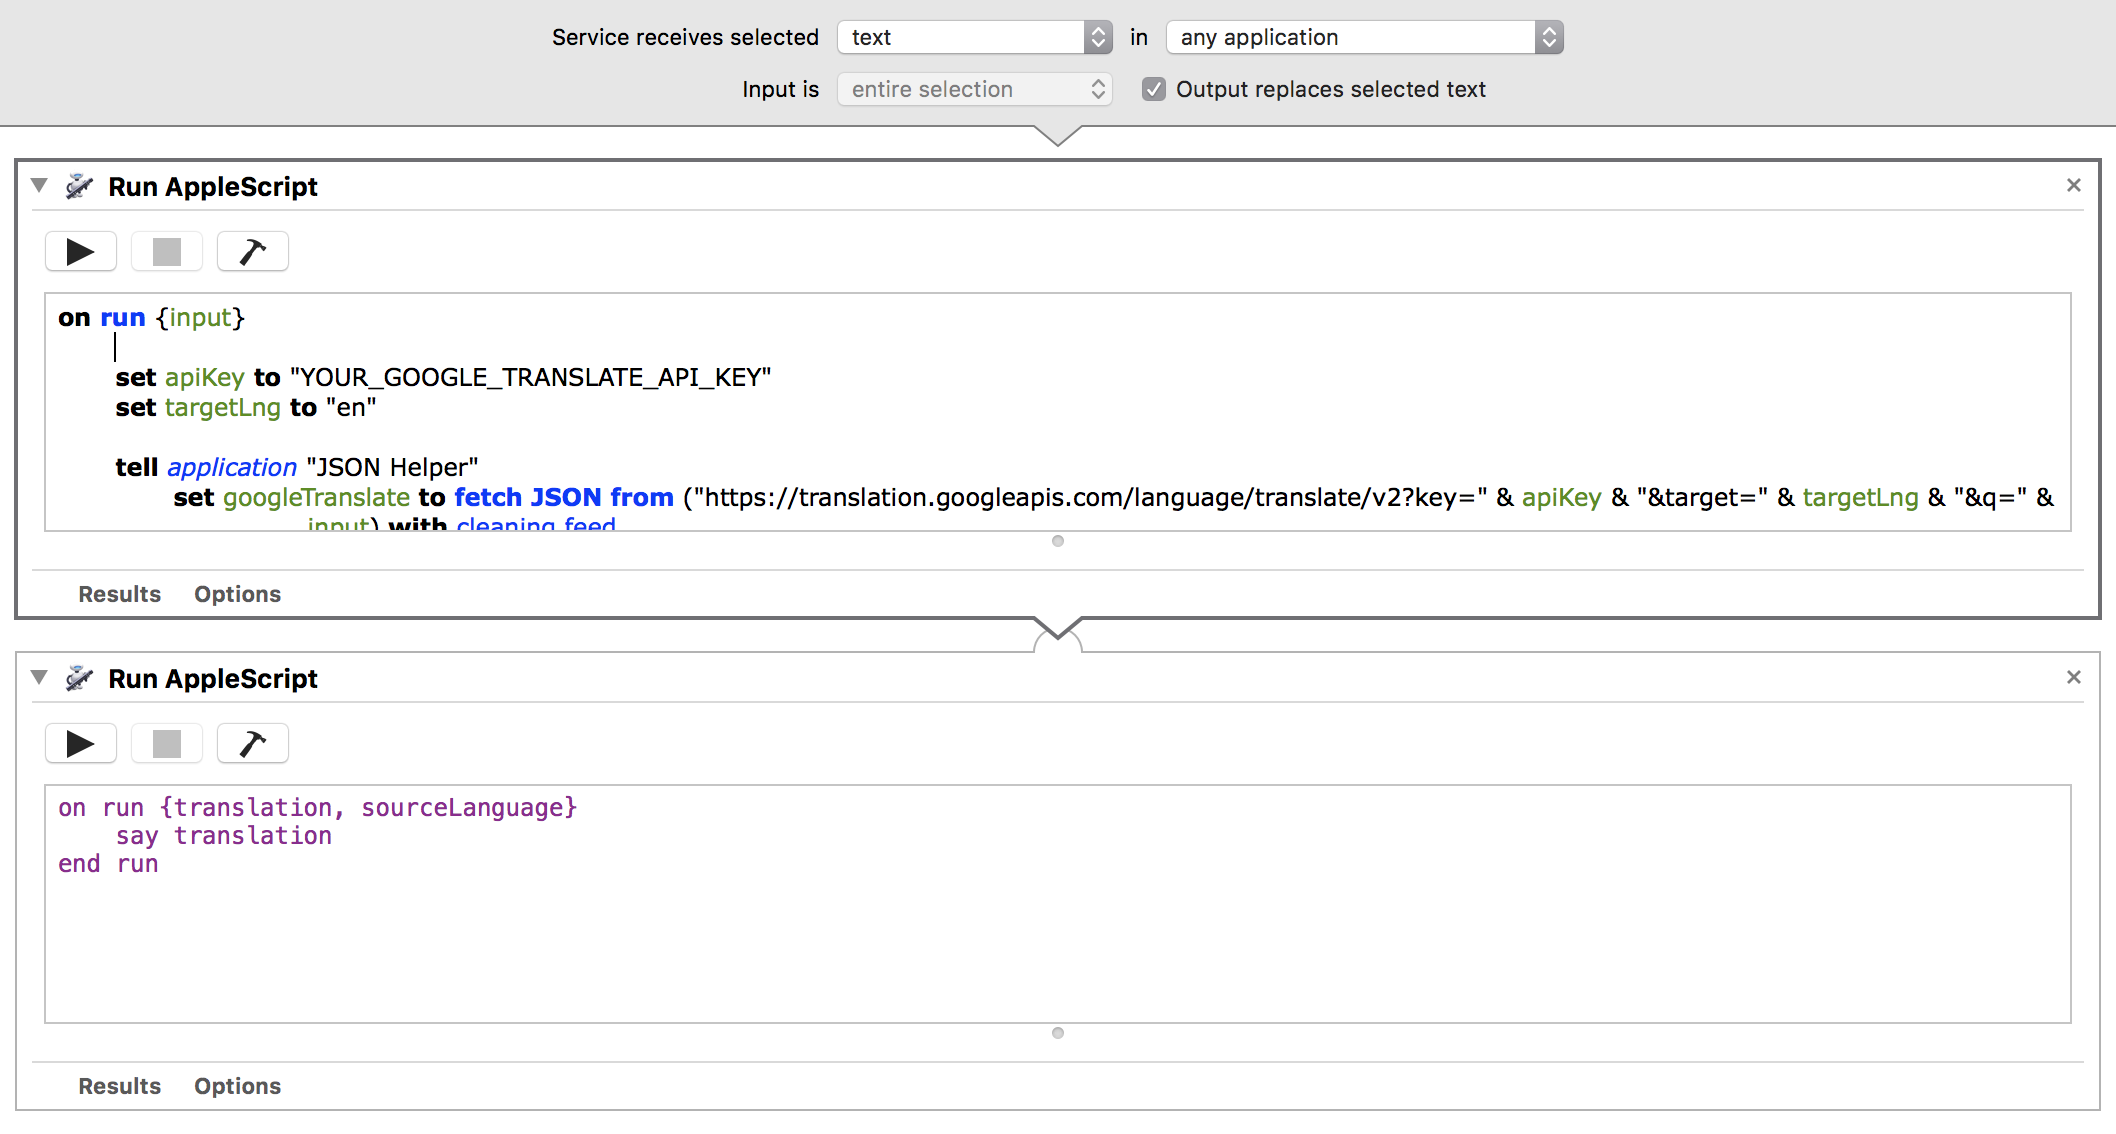 Service receives selected text in any application
Input is entire selection Output replaces selected text
Run AppleScript
on run {input}
set apiKey to "YOUR_GOOGLE_TRANSLATE_API_KEY"
set targetLng to "en"
tell application "JSON Helper"
set googleTranslate to fetch JSON from ("https://translation.googleapis.com/language/translate/v2?key=" & apiKey & "&target=" & targetLng & "&q=" &
input) with cleaning feed
Results Options
Run AppleScript
on run {translation, sourceLanguage}
say translation
end run
Results Options